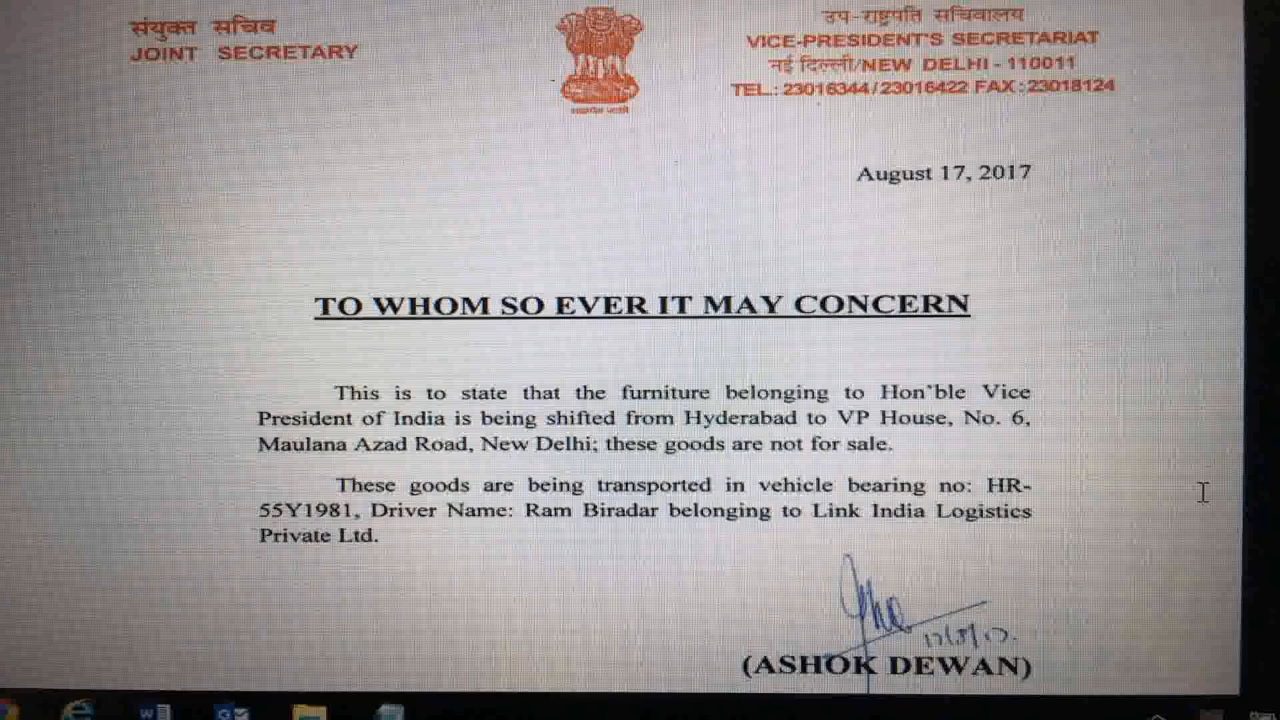 संयुक्त सचिव
JOINT SECRETARY
उप-राष्ट्रपति सचिवालय
VICE-PRESIDENT'S SECRETARIAT
नई दिल्ली/NEW DELHI - 110011
TEL.: 23016344/23016422 FAX : 23018124
August 17, 2017
TO WHOM SO EVER IT MAY CONCERN
This is to state that the furniture belonging to Hon'ble Vice
President of India is being shifted from Hyderabad to VP House, No. 6,
Maulana Azad Road, New Delhi; these goods are not for sale.
These goods are being transported in vehicle bearing no: HR-
55Y1981, Driver Name: Ram Biradar belonging to Link India Logistics
Private Ltd.
17/8/17.
(ASHOK DEWAN)